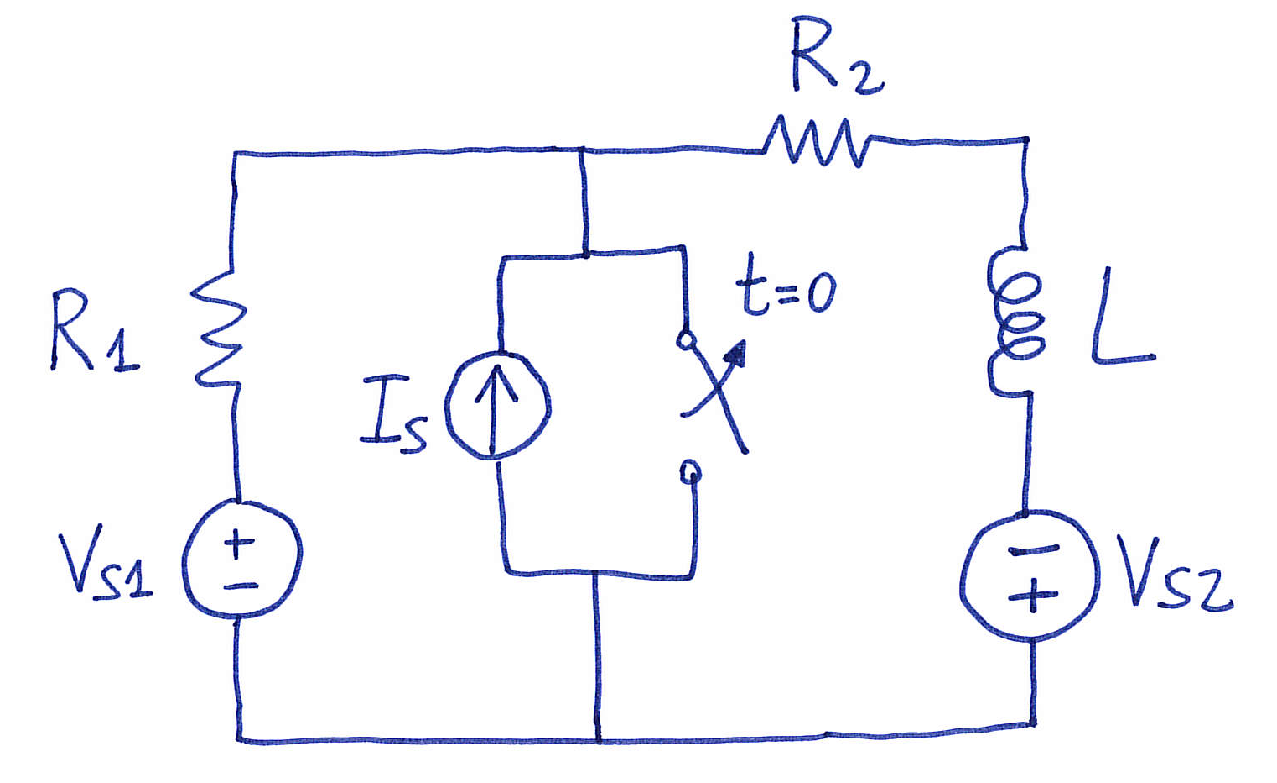 R2
t=0
R1
L
Is
+
-
Vs1
-
+
Vs2